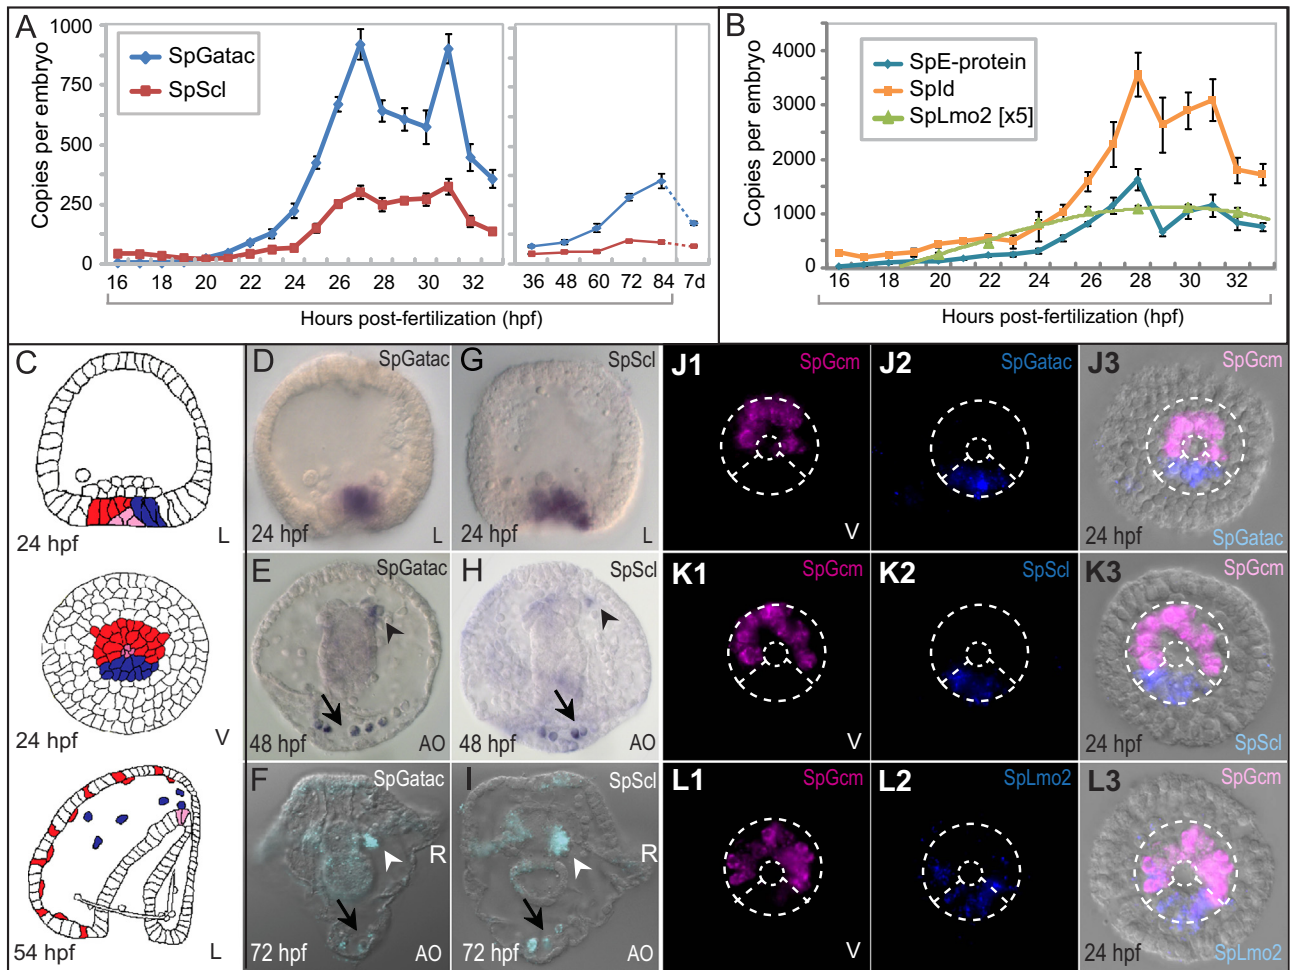 A
1000
750
500
250
0
Copies per embryo
SpGatac
SpScl
16 18 20 22 24 26 28 30 32
36 48 60 72 84 7d
Hours post-fertilization (hpf)
B
4000
3000
2000
1000
0
Copies per embryo
SpE-protein
SpId
SpLmo2 [x5]
16 18 20 22 24 26 28 30 32
Hours post-fertilization (hpf)
C
24 hpf L
24 hpf V
54 hpf L
D SpGatac
24 hpf L
G SpScl
24 hpf L
E SpGatac
48 hpf AO
H SpScl
48 hpf AO
F SpGatac
R
72 hpf AO
I SpScl
R
72 hpf AO
J1 SpGcm
V
J2 SpGatac
J3 SpGcm
24 hpf
SpGatac
K1 SpGcm
V
K2 SpScl
K3 SpGcm
24 hpf
SpScl
L1 SpGcm
V
L2 SpLmo2
L3 SpGcm
24 hpf
SpLmo2